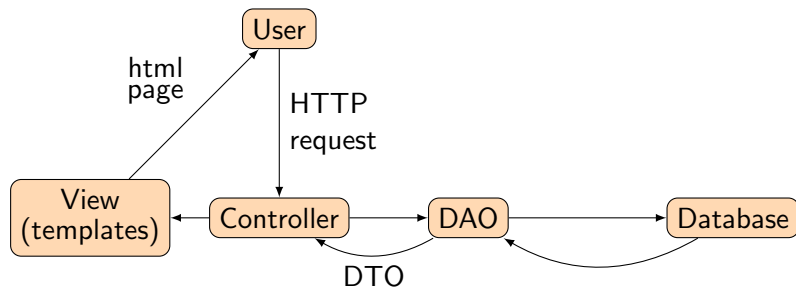 User
html
page
HTTP
request
View
(templates)
Controller
DAO
Database
DTO